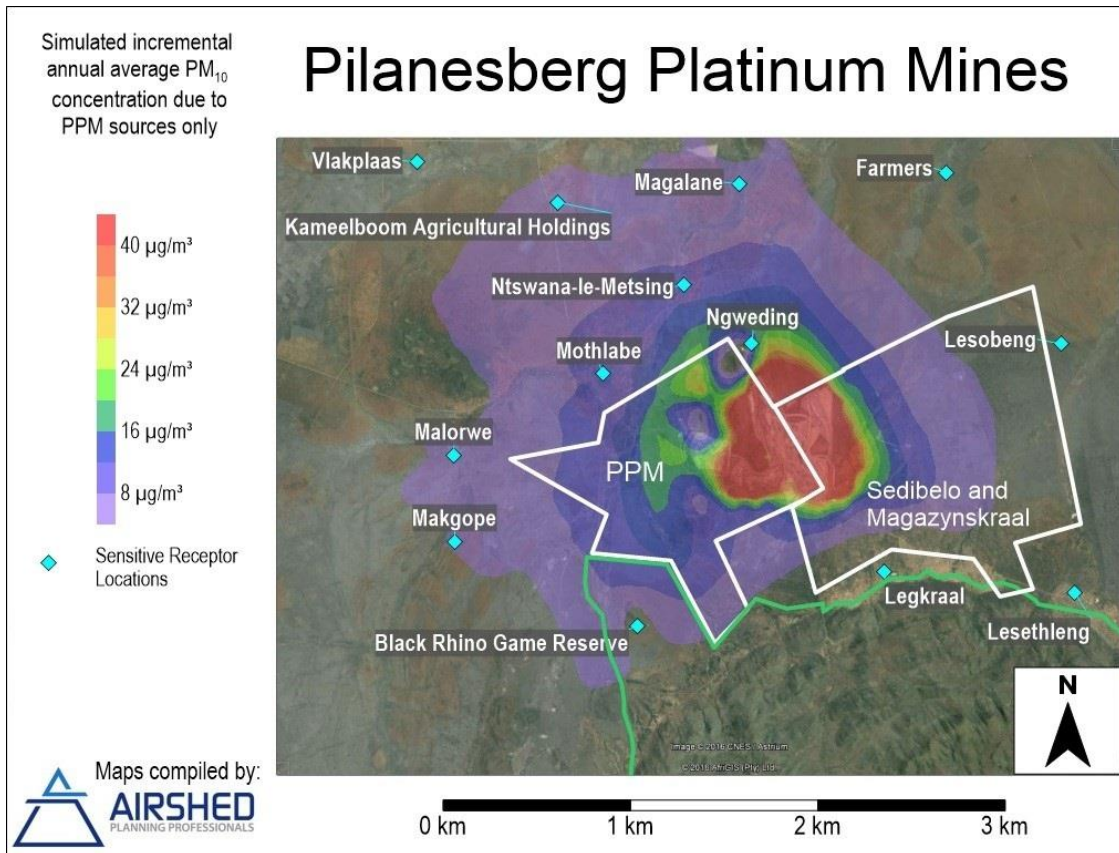 Simulated incremental
annual average PM₁₀
concentration due to
PPM sources only
Pilanesberg Platinum Mines
40 µg/m³
32 µg/m³
24 µg/m³
16 µg/m³
8 µg/m³
Sensitive Receptor
Locations
Vlakplaas
Magalane
Farmers
Kameelboom Agricultural Holdings
Ntswana-le-Metsing
Ngweding
Lesobeng
Mothlabe
Malorwe
PPM
Sedibelo and
Magazynskraal
Makgope
Legkraal
Lesethleng
Black Rhino Game Reserve
Image © 2016 CNES / Astrium
© 2016 AfriGIS (Pty) Ltd.
N
Maps compiled by:
AIRSHED
PLANNING PROFESSIONALS
0 km 1 km 2 km 3 km